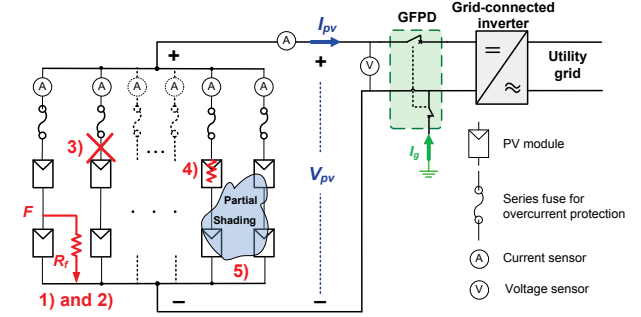 GFPD
Grid-connected
inverter
I_pv
A
+
+
V
=
≈
Utility
grid
A
A
A
A
A
A
3)
...
4)
I_g
PV module
F
R_f
. . .
Partial
Shading
V_pv
Series fuse for
overcurrent protection
5)
A
Current sensor
1) and 2)
−
−
V
Voltage sensor